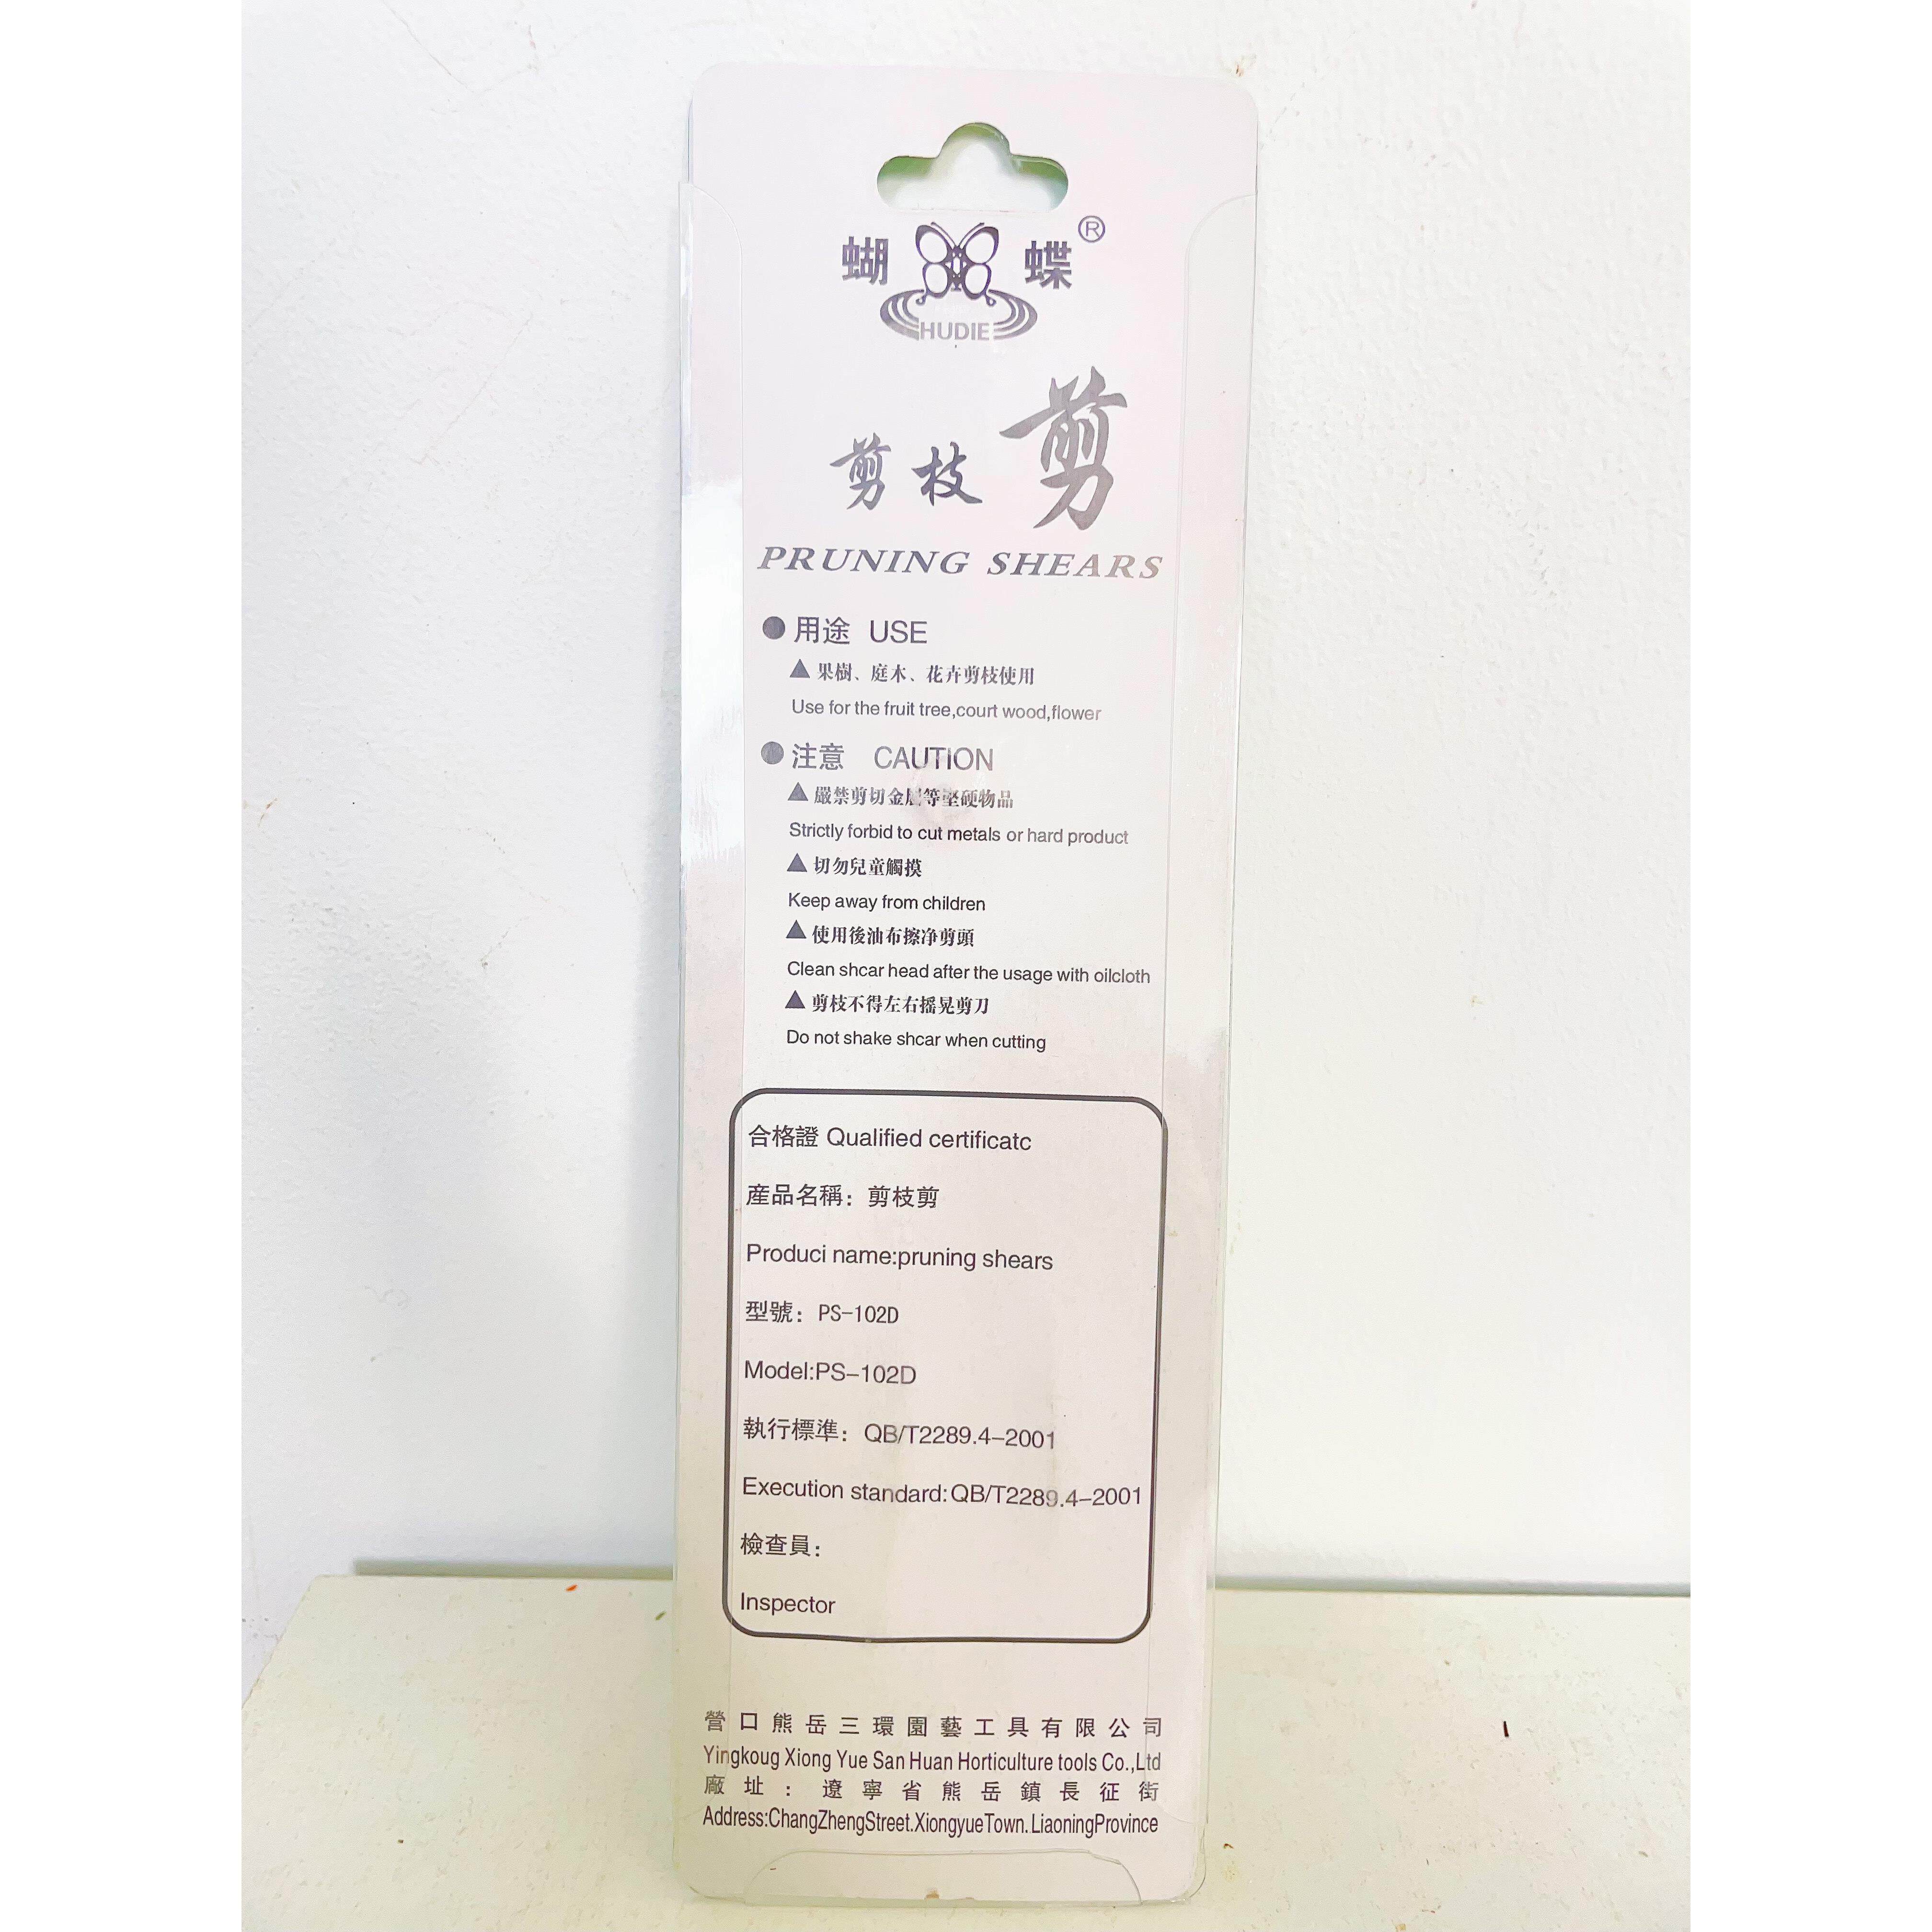 蝴 蝶®
HUDIE
剪枝剪
PRUNING SHEARS
●用途 USE
▲果樹、庭木、花卉剪枝使用
Use for the fruit tree,court wood,flower
●注意 CAUTION
▲嚴禁剪切金屬等堅硬物品
Strictly forbid to cut metals or hard product
▲切勿兒童觸摸
Keep away from children
▲使用後油布擦净剪頭
Clean shcar head after the usage with oilcloth
▲剪枝不得左右摇晃剪刀
Do not shake shcar when cutting
合格證 Qualified certificatc
産品名稱：剪枝剪
Produci name:pruning shears
型號：PS-102D
Model:PS-102D
執行標準：QB/T2289.4-2001
Execution standard:QB/T2289.4-2001
檢查員：
Inspector
營口熊岳三環園藝工具有限公司
Yingkoug Xiong Yue San Huan Horticulture tools Co.,Ltd
廠址：遼寧省熊岳鎮長征街
Address:ChangZhengStreet.XiongyueTown.LiaoningProvince